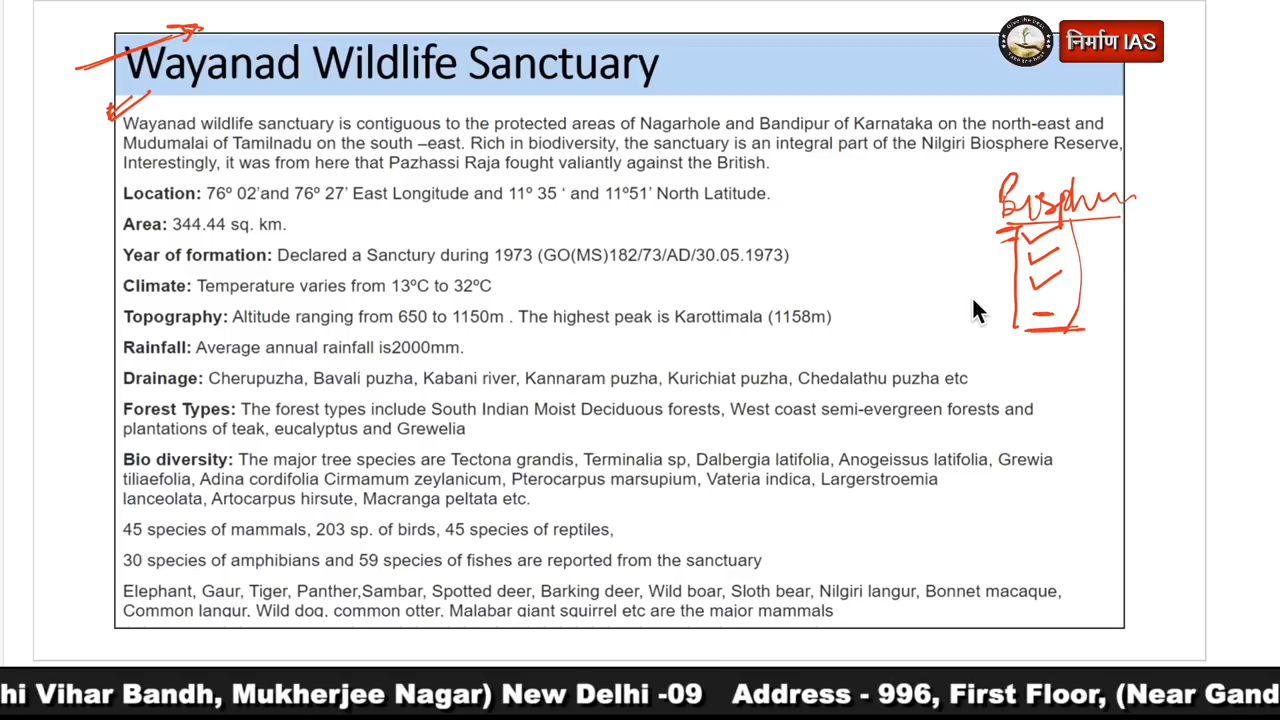 Wayanad Wildlife Sanctuary
निर्माण IAS
Wayanad wildlife sanctuary is contiguous to the protected areas of Nagarhole and Bandipur of Karnataka on the north-east and
Mudumalai of Tamilnadu on the south –east. Rich in biodiversity, the sanctuary is an integral part of the Nilgiri Biosphere Reserve,
Interestingly, it was from here that Pazhassi Raja fought valiantly against the British.
Location: 76º 02'and 76º 27' East Longitude and 11º 35 ‘ and 11º51’ North Latitude.
Area: 344.44 sq. km.
Year of formation: Declared a Sanctury during 1973 (GO(MS)182/73/AD/30.05.1973)
Climate: Temperature varies from 13ºC to 32ºC
Topography: Altitude ranging from 650 to 1150m . The highest peak is Karottimala (1158m)
Rainfall: Average annual rainfall is2000mm.
Drainage: Cherupuzha, Bavali puzha, Kabani river, Kannaram puzha, Kurichiat puzha, Chedalathu puzha etc
Forest Types: The forest types include South Indian Moist Deciduous forests, West coast semi-evergreen forests and
plantations of teak, eucalyptus and Grewelia
Bio diversity: The major tree species are Tectona grandis, Terminalia sp, Dalbergia latifolia, Anogeissus latifolia, Grewia
tiliaefolia, Adina cordifolia Cirmamum zeylanicum, Pterocarpus marsupium, Vateria indica, Largerstroemia
lanceolata, Artocarpus hirsute, Macranga peltata etc.
45 species of mammals, 203 sp. of birds, 45 species of reptiles,
30 species of amphibians and 59 species of fishes are reported from the sanctuary
Elephant, Gaur, Tiger, Panther,Sambar, Spotted deer, Barking deer, Wild boar, Sloth bear, Nilgiri langur, Bonnet macaque,
Common langur, Wild dog, common otter, Malabar giant squirrel etc are the major mammals
hi Vihar Bandh, Mukherjee Nagar) New Delhi -09 Address - 996, First Floor, (Near Gand